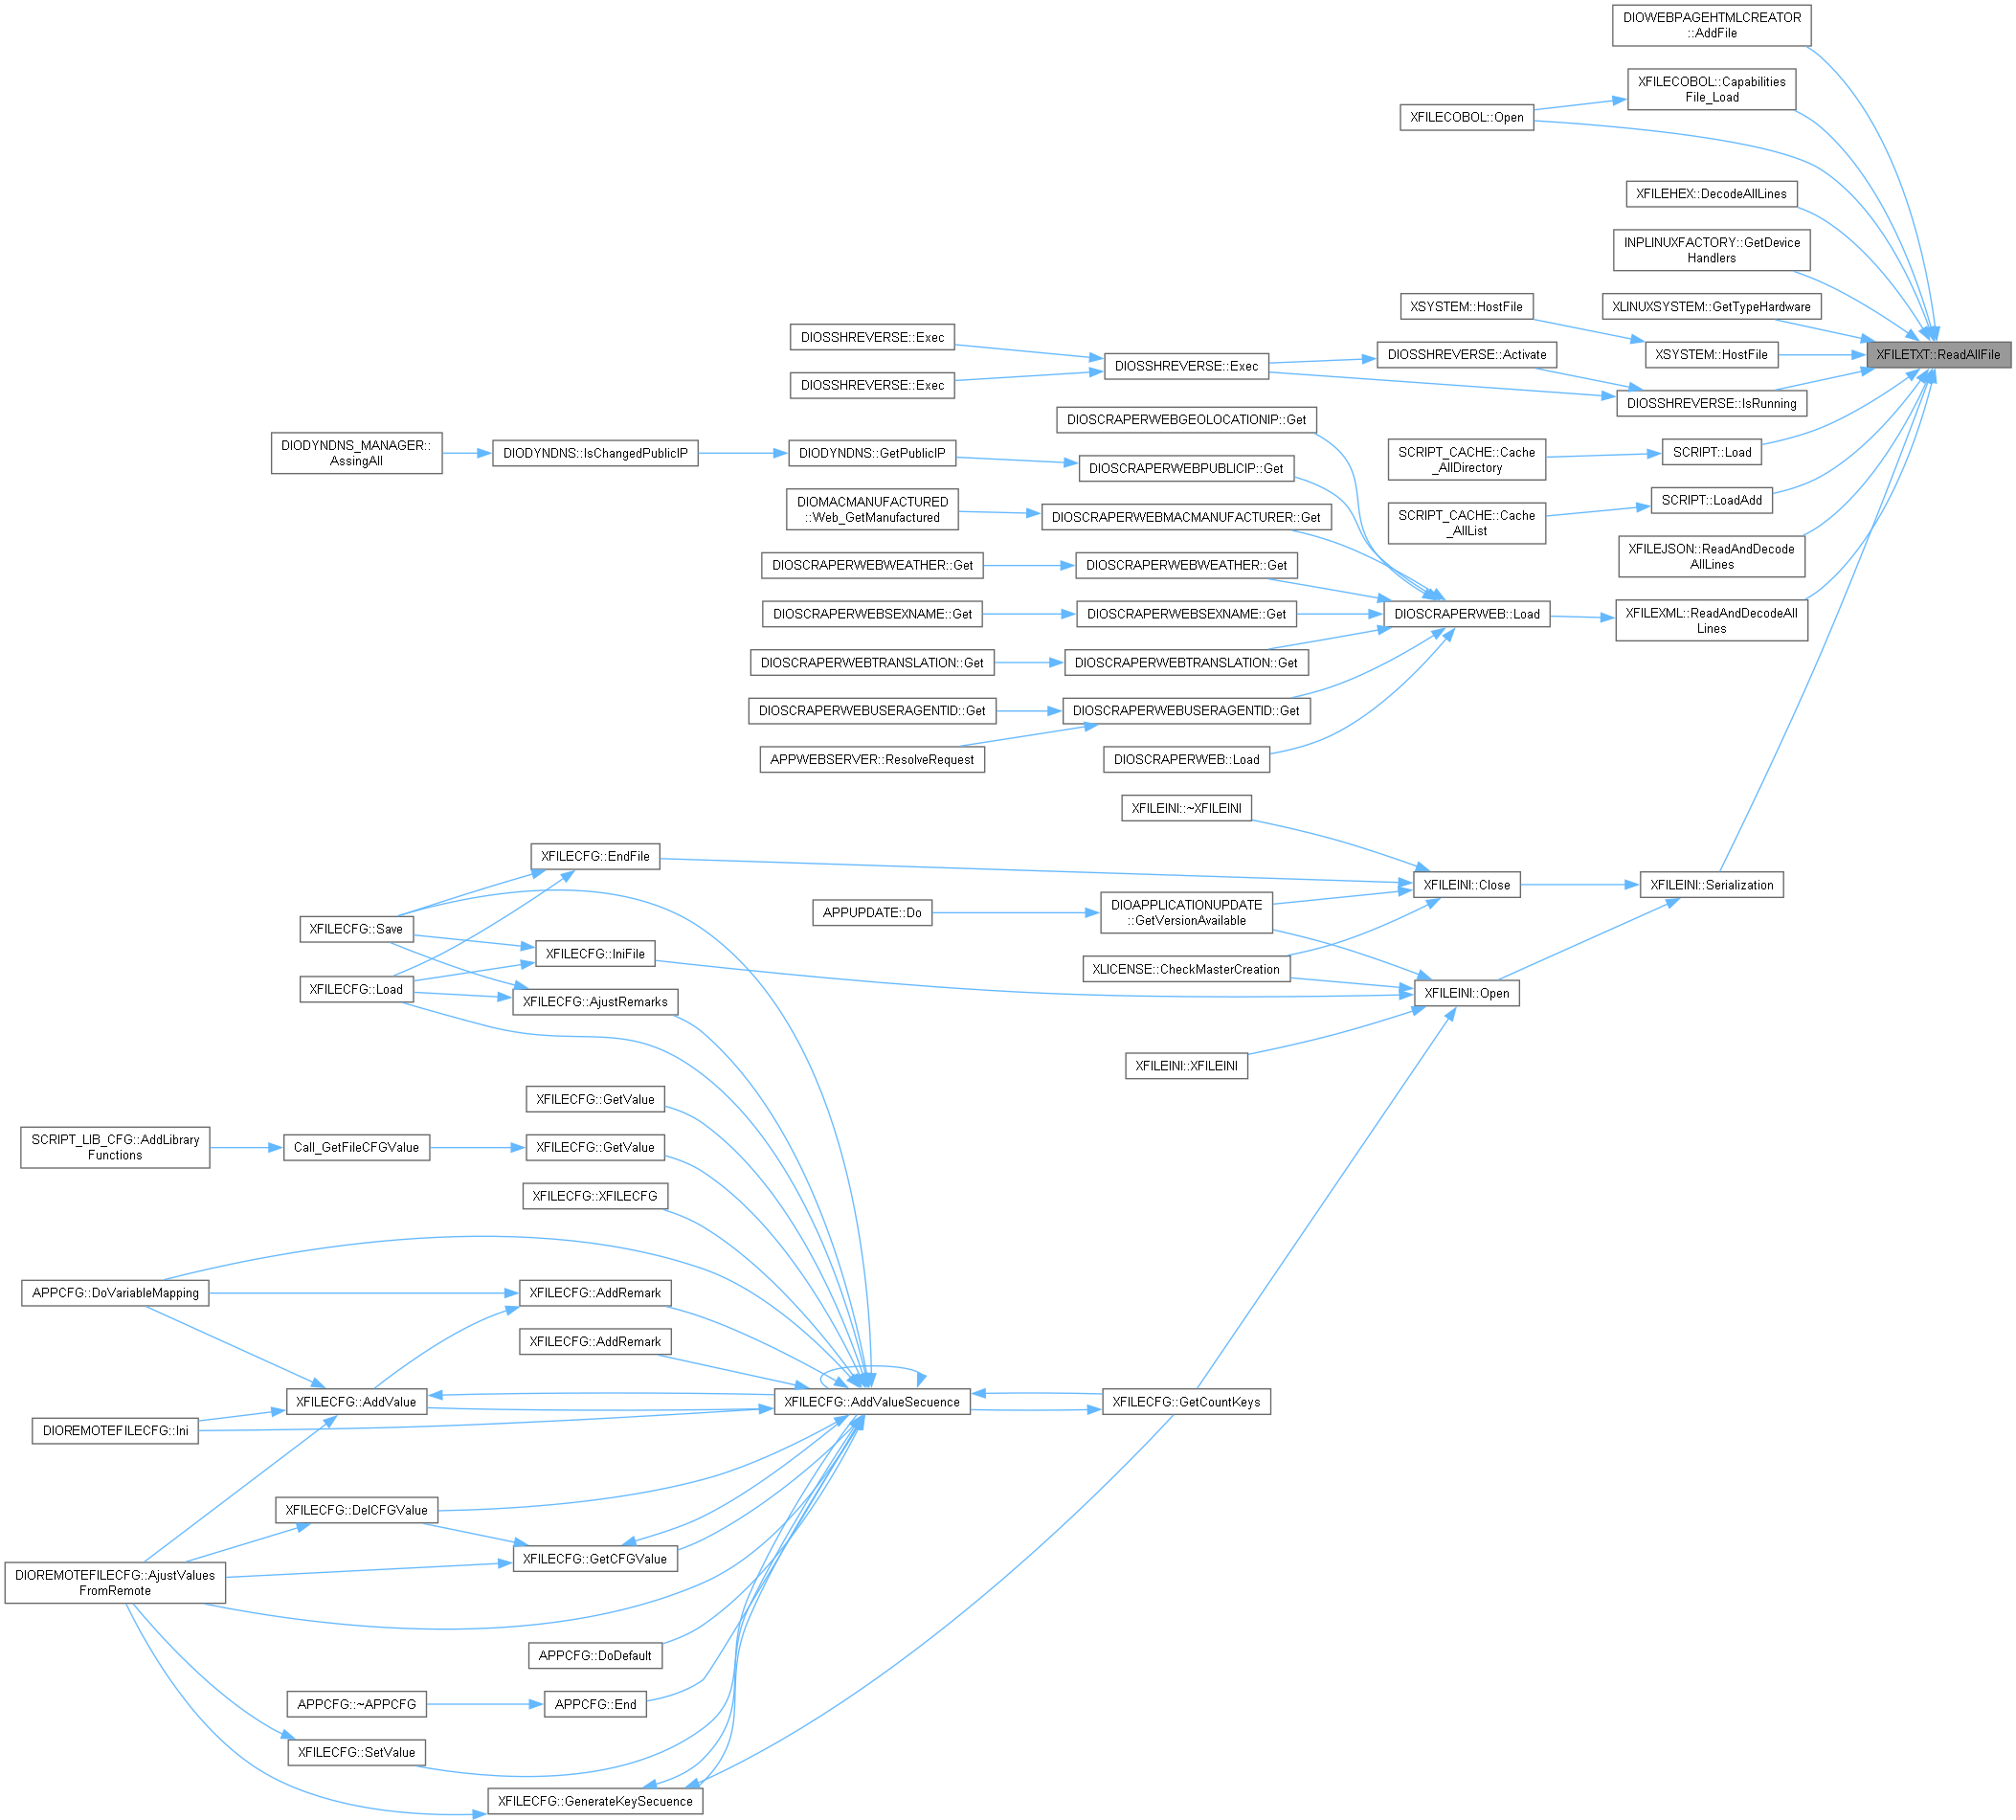 DIOWEBPAGEHTMLCREATOR
::AddFile
XFILECOBOL::Capabilities
File_Load
XFILECOBOL::Open
XFILEHEX::DecodeAllLines
INPLINUXFACTORY::GetDevice
Handlers
XLINUXSYSTEM::GetTypeHardware
XSYSTEM::HostFile
XSYSTEM::HostFile
XFILETXT::ReadAllFile
DIOSSHREVERSE::Exec
DIOSSHREVERSE::Exec
DIOSSHREVERSE::Exec
DIOSSHREVERSE::Activate
DIOSSHREVERSE::IsRunning
DIOSCRAPERWEBGEOLOCATIONIP::Get
DIODYNDNS_MANAGER::
AssingAll
DIODYNDNS::IsChangedPublicIP
DIODYNDNS::GetPublicIP
DIOSCRAPERWEBPUBLICIP::Get
SCRIPT_CACHE::Cache
_AllDirectory
SCRIPT::Load
DIOMACMANUFACTURED
::Web_GetManufactured
DIOSCRAPERWEBMACMANUFACTURER::Get
SCRIPT_CACHE::Cache
_AllList
SCRIPT::LoadAdd
XFILEJSON::ReadAndDecode
AllLines
DIOSCRAPERWEBWEATHER::Get
DIOSCRAPERWEBWEATHER::Get
DIOSCRAPERWEBSEXNAME::Get
DIOSCRAPERWEBSEXNAME::Get
DIOSCRAPERWEB::Load
XFILEXML::ReadAndDecodeAll
Lines
DIOSCRAPERWEBTRANSLATION::Get
DIOSCRAPERWEBTRANSLATION::Get
DIOSCRAPERWEBUSERAGENTID::Get
DIOSCRAPERWEBUSERAGENTID::Get
APPWEBSERVER::ResolveRequest
DIOSCRAPERWEB::Load
XFILEINI::~XFILEINI
XFILECFG::EndFile
XFILEINI::Close
XFILEINI::Serialization
APPUPDATE::Do
DIOAPPLICATIONUPDATE
::GetVersionAvailable
XFILECFG::Save
XFILECFG::IniFile
XLICENSE::CheckMasterCreation
XFILECFG::Load
XFILECFG::AjustRemarks
XFILEINI::Open
XFILEINI::XFILEINI
XFILECFG::GetValue
SCRIPT_LIB_CFG::AddLibrary
Functions
Call_GetFileCFGValue
XFILECFG::GetValue
XFILECFG::XFILECFG
APPCFG::DoVariableMapping
XFILECFG::AddRemark
XFILECFG::AddRemark
XFILECFG::AddValue
XFILECFG::AddValueSecuence
XFILECFG::GetCountKeys
DIOREMOTEFILECFG::Ini
XFILECFG::DelCFGValue
XFILECFG::GetCFGValue
DIOREMOTEFILECFG::AjustValues
FromRemote
APPCFG::DoDefault
APPCFG::~APPCFG
APPCFG::End
XFILECFG::SetValue
XFILECFG::GenerateKeySecuence